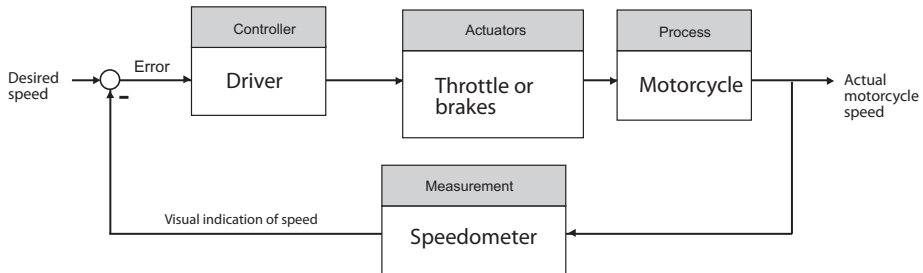 Controller
Actuators
Process
Desired
speed
Error
-
Driver
Throttle or
brakes
Motorcycle
Actual
motorcycle
speed
Measurement
Visual indication of speed
Speedometer